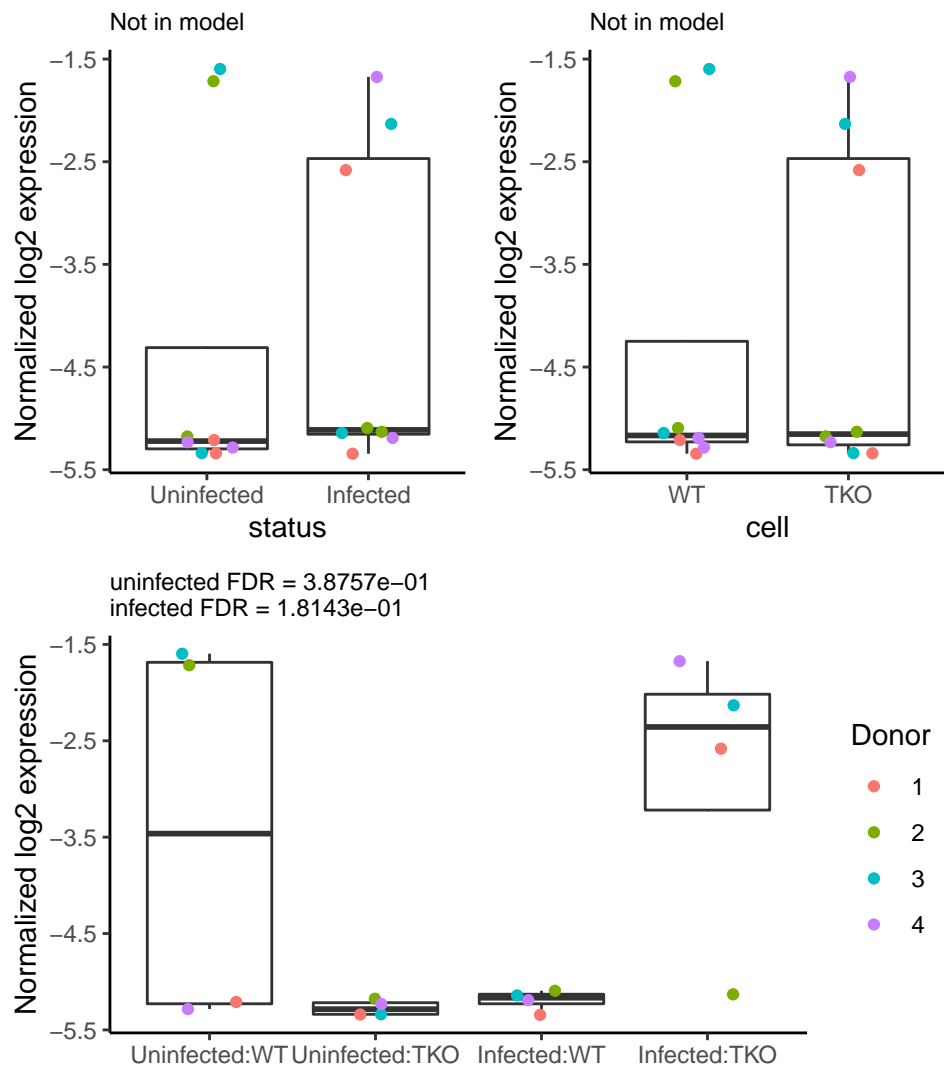 Not in model
Normalized log2 expression
−1.5
−2.5
−3.5
−4.5
−5.5
Uninfected
Infected
status
Not in model
Normalized log2 expression
−1.5
−2.5
−3.5
−4.5
−5.5
WT
TKO
cell
uninfected FDR = 3.8757e−01
infected FDR = 1.8143e−01
Normalized log2 expression
−1.5
−2.5
−3.5
−4.5
−5.5
Uninfected:WT
Uninfected:TKO
Infected:WT
Infected:TKO
Donor
1
2
3
4